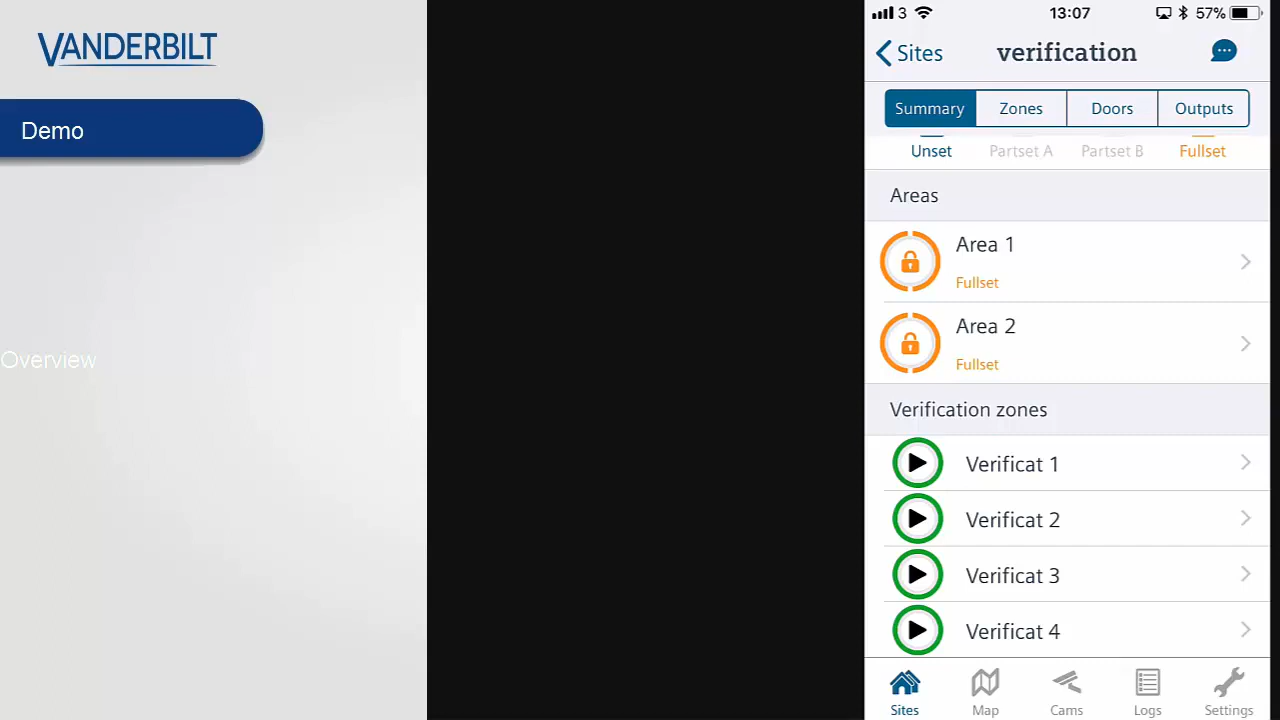 VANDERBILT
Demo
Overview
3 13:07 57%
Sites verification
Summary Zones Doors Outputs
Unset Partset A Partset B Fullset
Areas
Area 1
Fullset
Area 2
Fullset
Verification zones
Verificat 1
Verificat 2
Verificat 3
Verificat 4
Sites Map Cams Logs Settings